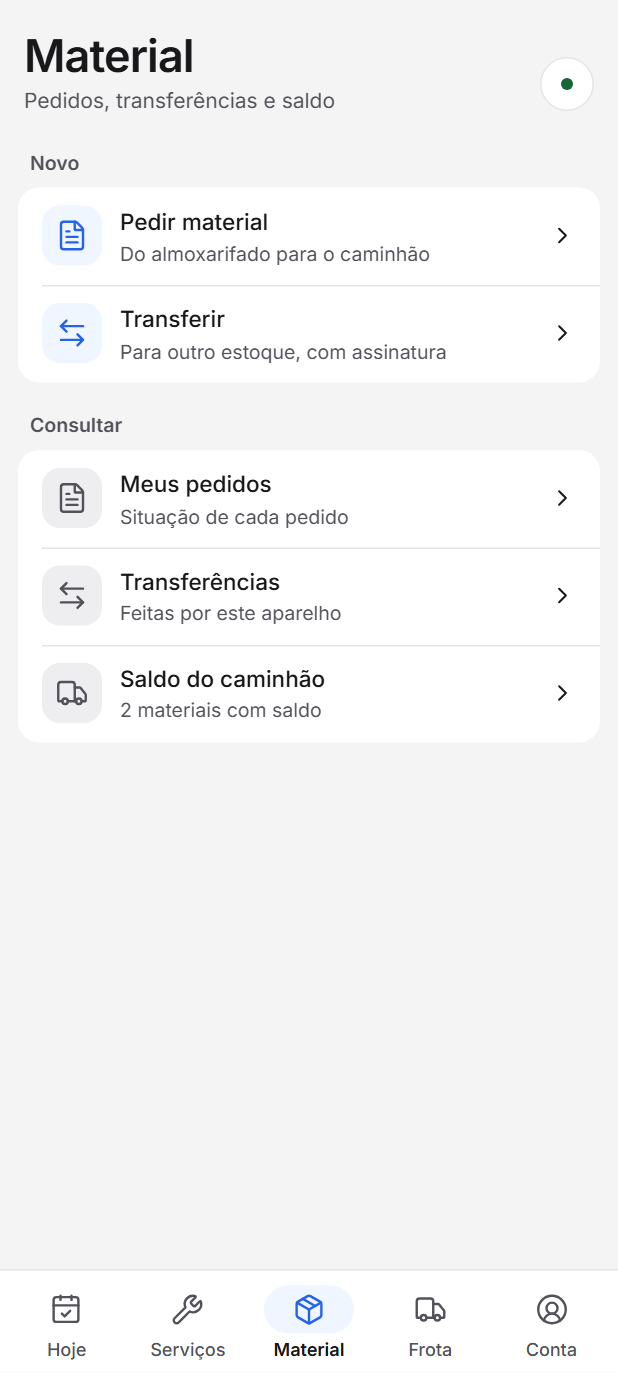 Material
Pedidos, transferências e saldo
Novo
Pedir material
Do almoxarifado para o caminhão
Transferir
Para outro estoque, com assinatura
Consultar
Meus pedidos
Situação de cada pedido
Transferências
Feitas por este aparelho
Saldo do caminhão
2 materiais com saldo
Hoje
Serviços
Material
Frota
Conta